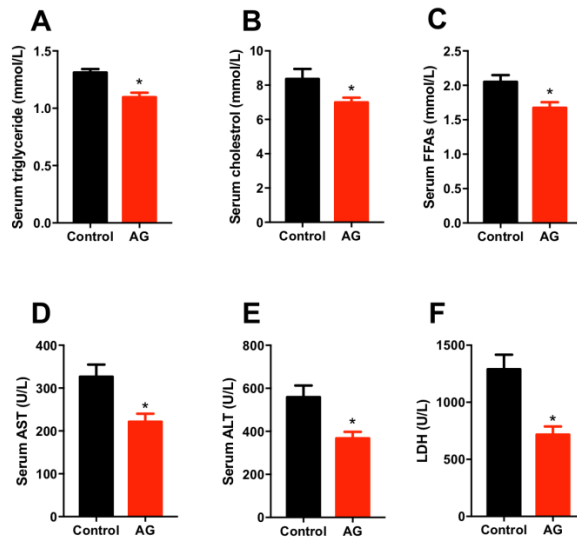 A
Serum triglyceride (mmol/L)
1.5
1.0
0.5
0.0
*
Control AG
B
Serum cholestrol (mmol/L)
10
8
6
4
2
0
*
Control AG
C
Serum FFAs (mmol/L)
2.5
2.0
1.5
1.0
0.5
0.0
*
Control AG
D
Serum AST (U/L)
400
300
200
100
0
*
Control AG
E
Serum ALT (U/L)
800
600
400
200
0
*
Control AG
F
LDH (U/L)
1500
1000
500
0
*
Control AG